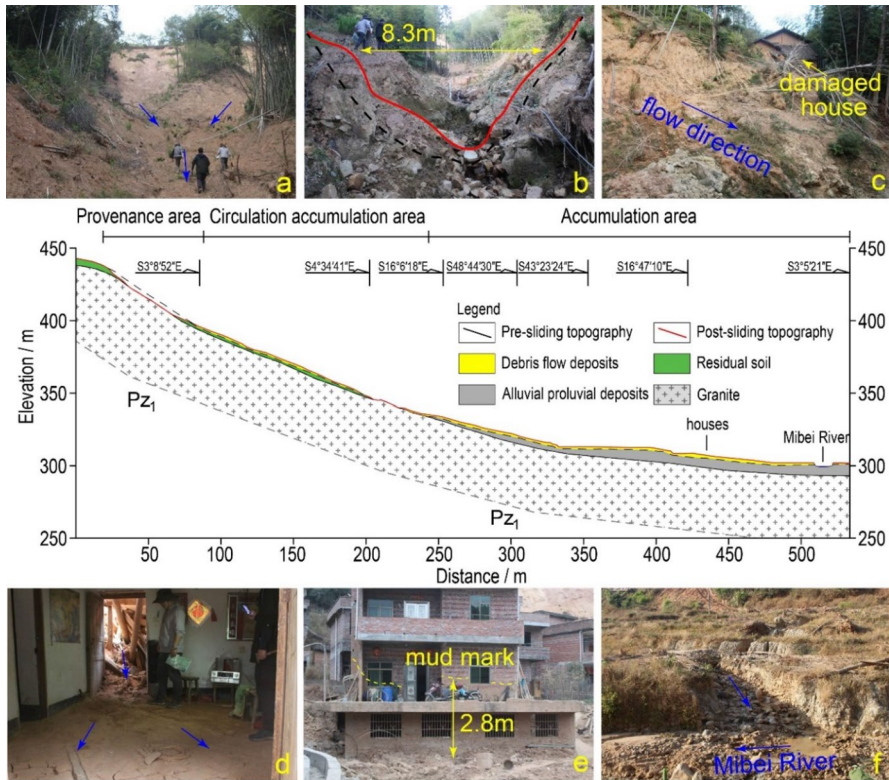 8.3m
damaged
house
flow direction
a
b
c
Provenance area
Circulation accumulation area
Accumulation area
S3°8'52"E
S4°34'41"E
S16°6'18"E
S48°44'30"E
S43°23'24"E
S16°47'10"E
S3°5'21"E
450
400
350
300
250
Elevation / m
450
400
350
300
250
Legend
Pre-sliding topography
Post-sliding topography
Debris flow deposits
Residual soil
Alluvial proluvial deposits
Granite
houses
Mibei River
Pz1
Pz1
50
100
150
200
250
300
350
400
450
500
Distance / m
mud mark
2.8m
Mibei River
d
e
f